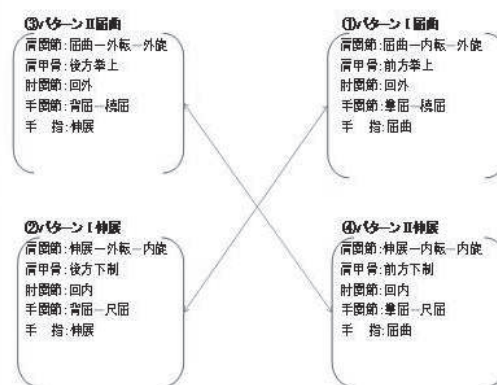 ③パターンⅡ屈曲
肩関節:屈曲ー外転ー外旋
肩甲骨:後方挙上
肘関節:回外
手関節:背屈ー橈屈
手 指:伸展
①パターンⅠ屈曲
肩関節:屈曲ー内転ー外旋
肩甲骨:前方挙上
肘関節:回外
手関節:掌屈ー橈屈
手 指:屈曲
②パターンⅠ伸展
肩関節:伸展ー外転ー内旋
肩甲骨:後方下制
肘関節:回内
手関節:背屈ー尺屈
手 指:伸展
④パターンⅡ伸展
肩関節:伸展ー内転ー内旋
肩甲骨:前方下制
肘関節:回内
手関節:掌屈ー尺屈
手 指:屈曲